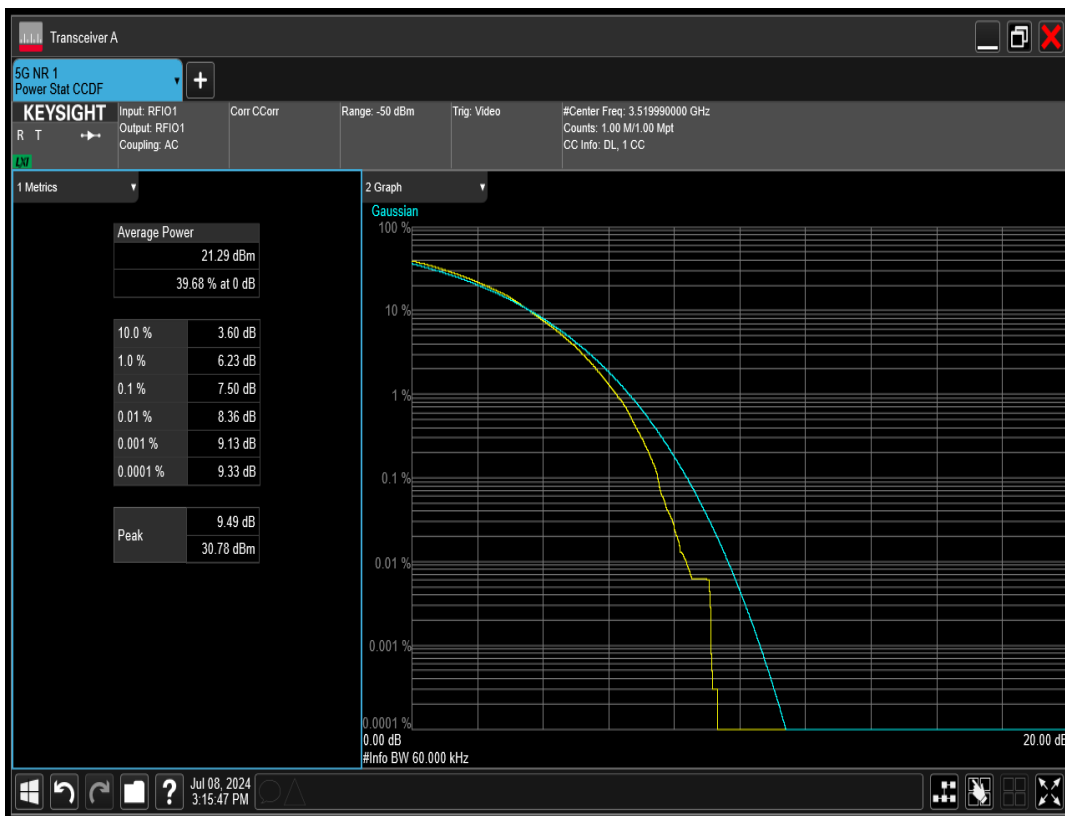 Transceiver A
5G NR 1
Power Stat CCDF
+
KEYSIGHT
R T
LXI
Input: RFIO1
Output: RFIO1
Coupling: AC
Corr CCorr
Range: -50 dBm
Trig: Video
#Center Freq: 3.519990000 GHz
Counts: 1.00 M/1.00 Mpt
CC Info: DL, 1 CC
1 Metrics
Average Power
21.29 dBm
39.68 % at 0 dB
10.0 % 3.60 dB
1.0 % 6.23 dB
0.1 % 7.50 dB
0.01 % 8.36 dB
0.001 % 9.13 dB
0.0001 % 9.33 dB
Peak
9.49 dB
30.78 dBm
2 Graph
Gaussian
100 %
10 %
1 %
0.1 %
0.01 %
0.001 %
0.0001 %
0.00 dB
20.00 dB
#Info BW 60.000 kHz
?
Jul 08, 2024
3:15:47 PM